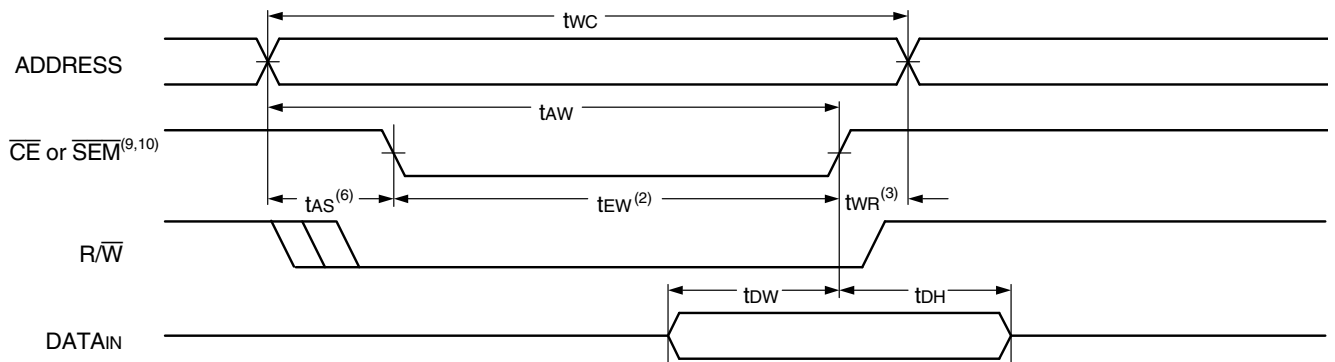 tWC
ADDRESS
tAW
CE or SEM(9,10)
tAS(6)
tEW(2)
tWR(3)
R/W
tDW
tDH
DATAIN